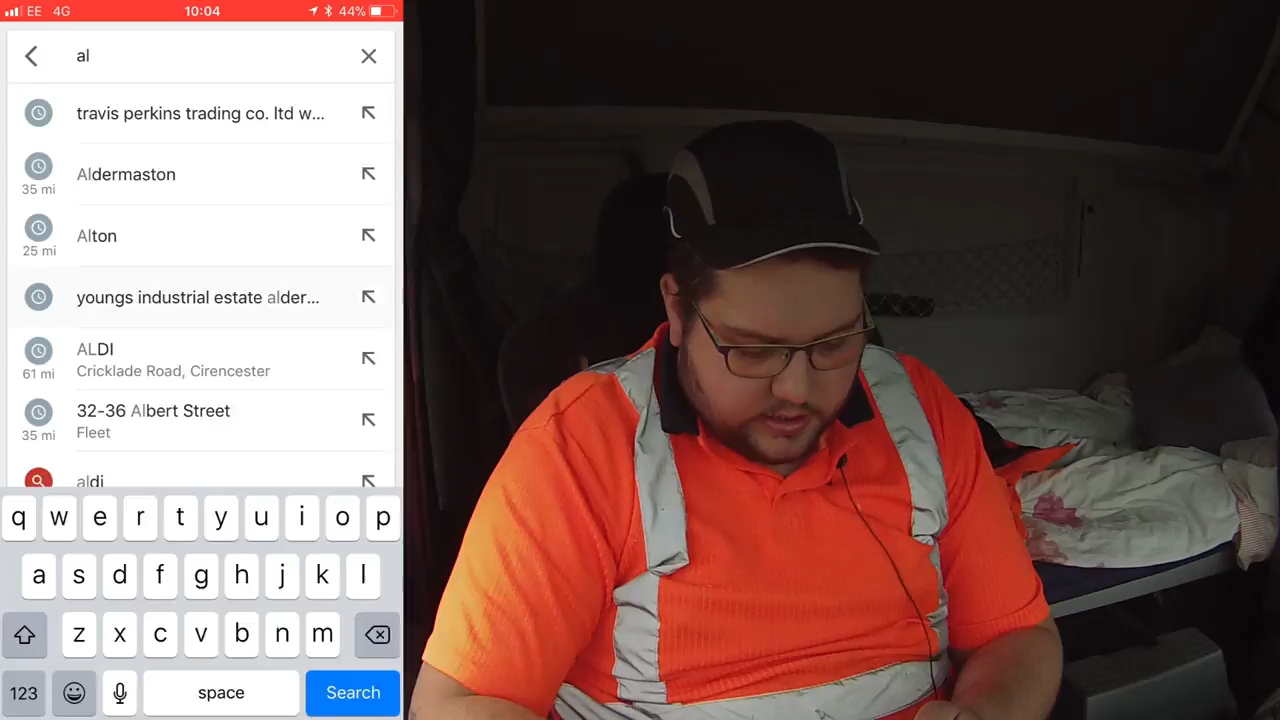 EE 4G 10:04 44%
al
travis perkins trading co. ltd w...
Aldermaston
35 mi
Alton
25 mi
youngs industrial estate alder...
ALDI
61 mi
Cricklade Road, Cirencester
32-36 Albert Street
35 mi
Fleet
aldi
q w e r t y u i o p
a s d f g h j k l
z x c v b n m
123 space Search